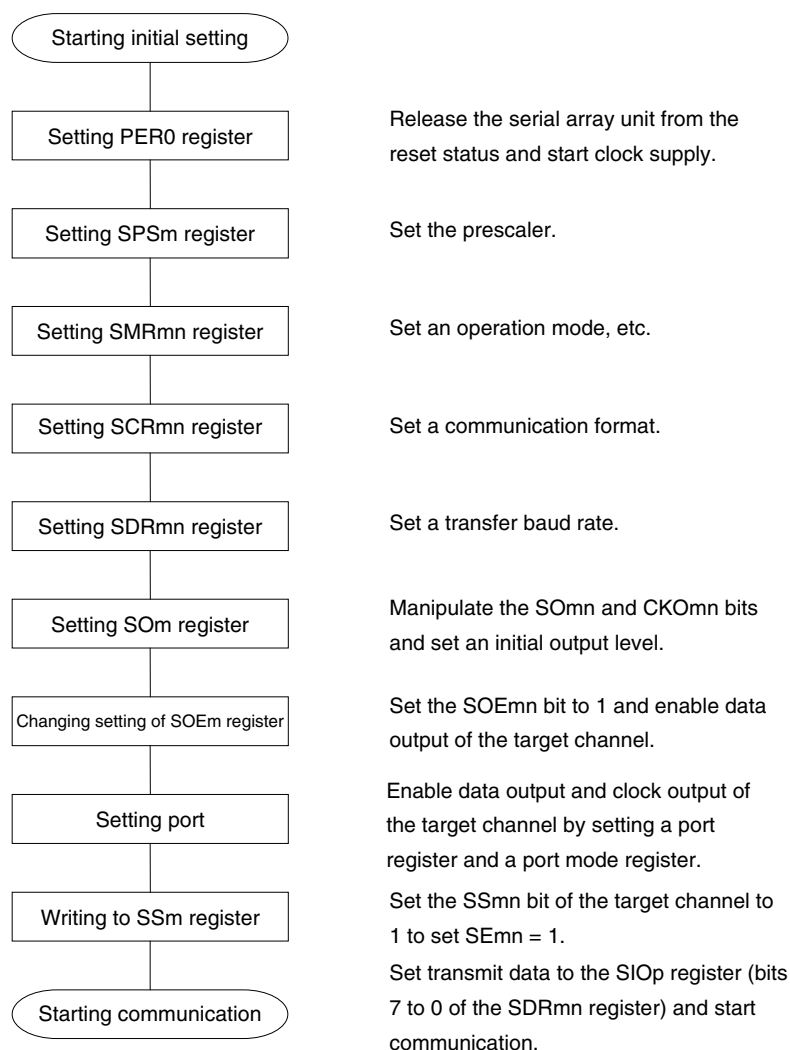 Starting initial setting
Setting PER0 register
Release the serial array unit from the
reset status and start clock supply.
Setting SPSm register
Set the prescaler.
Setting SMRmn register
Set an operation mode, etc.
Setting SCRmn register
Set a communication format.
Setting SDRmn register
Set a transfer baud rate.
Setting SOm register
Manipulate the SOmn and CKOmn bits
and set an initial output level.
Changing setting of SOEm register
Set the SOEmn bit to 1 and enable data
output of the target channel.
Setting port
Enable data output and clock output of
the target channel by setting a port
register and a port mode register.
Writing to SSm register
Set the SSmn bit of the target channel to
1 to set SEmn = 1.
Starting communication
Set transmit data to the SIOp register (bits
7 to 0 of the SDRmn register) and start
communication.